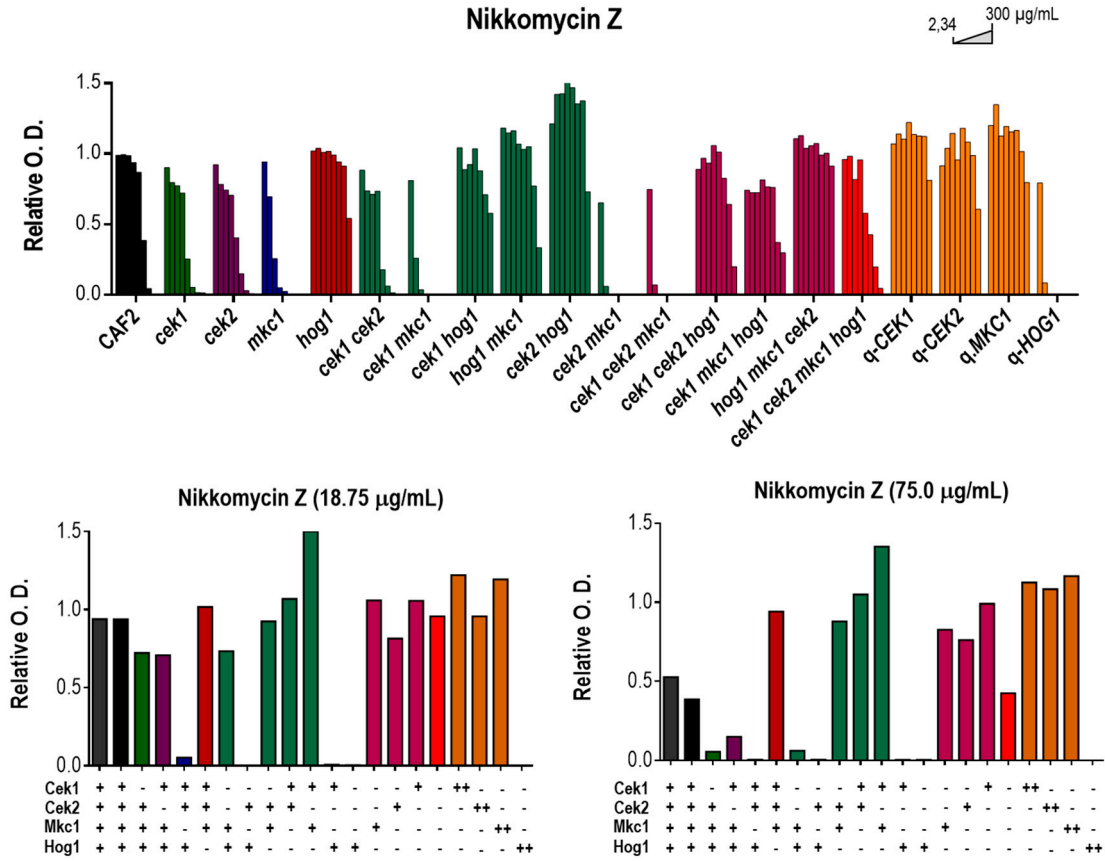 Nikkomycin Z
2,34
300 µg/mL
Relative O. D.
1.5
1.0
0.5
0.0
CAF2
cek1
cek2
mkc1
hog1
cek1 cek2
cek1 mkc1
cek1 hog1
hog1 mkc1
cek2 hog1
cek2 mkc1
cek1 cek2 mkc1
cek1 cek2 hog1
cek1 mkc1 hog1
hog1 mkc1 cek2
cek1 cek2 mkc1 hog1
q-CEK1
q-CEK2
q.MKC1
q-HOG1
Nikkomycin Z (18.75 µg/mL)
Relative O. D.
1.5
1.0
0.5
0.0
Cek1 + + - + + + - - - + + + - - - + - ++ - - -
Cek2 + + + - + + - + + + - - - - + - - - ++ - -
Mkc1 + + + + - + + - + - + - - + - - - - - ++ -
Hog1 + + + + + - + + - - - + + - - - - - - - ++
Nikkomycin Z (75.0 µg/mL)
Relative O. D.
1.5
1.0
0.5
0.0
Cek1 + + - + + + - - - + + + - - - + - ++ - - -
Cek2 + + + - + + - + + + - - - - + - - - ++ - -
Mkc1 + + + + - + + - + - + - - + - - - - - ++ -
Hog1 + + + + + - + + - - - + + - - - - - - - ++